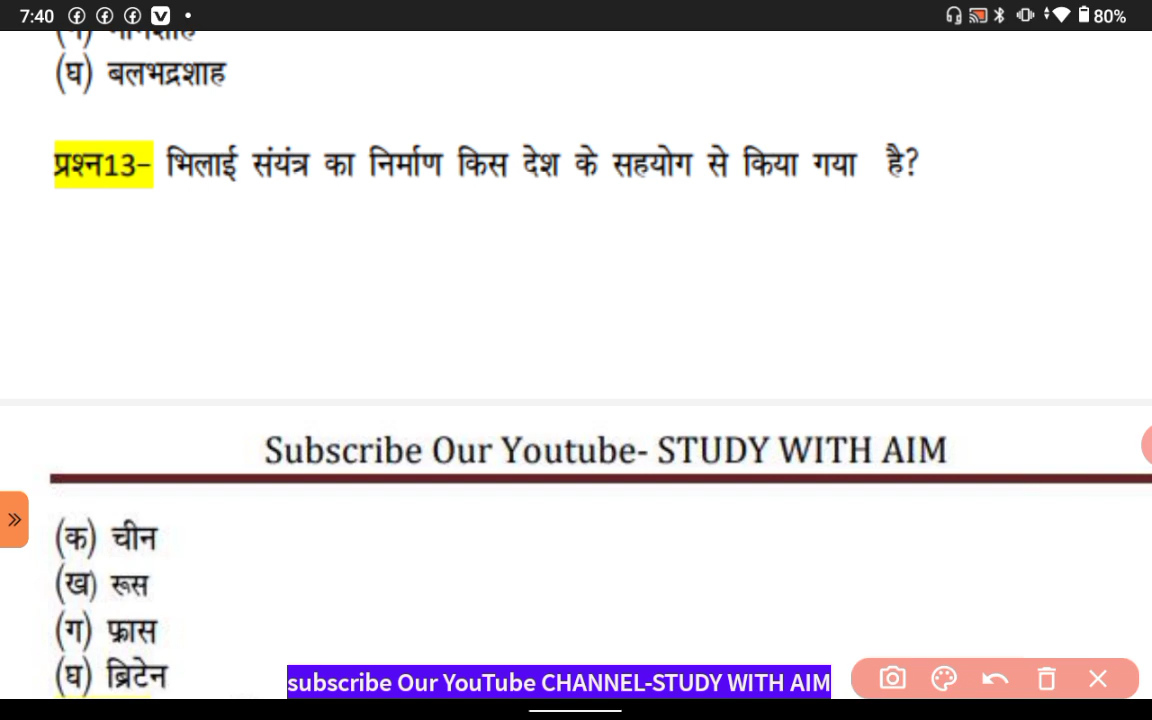 7:40
80%
(घ) बलभद्रशाह
प्रश्न13– भिलाई संयंत्र का निर्माण किस देश के सहयोग से किया गया है?
Subscribe Our Youtube- STUDY WITH AIM
(क) चीन
(ख) रूस
(ग) फ्रास
(घ) ब्रिटेन
subscribe Our YouTube CHANNEL-STUDY WITH AIM